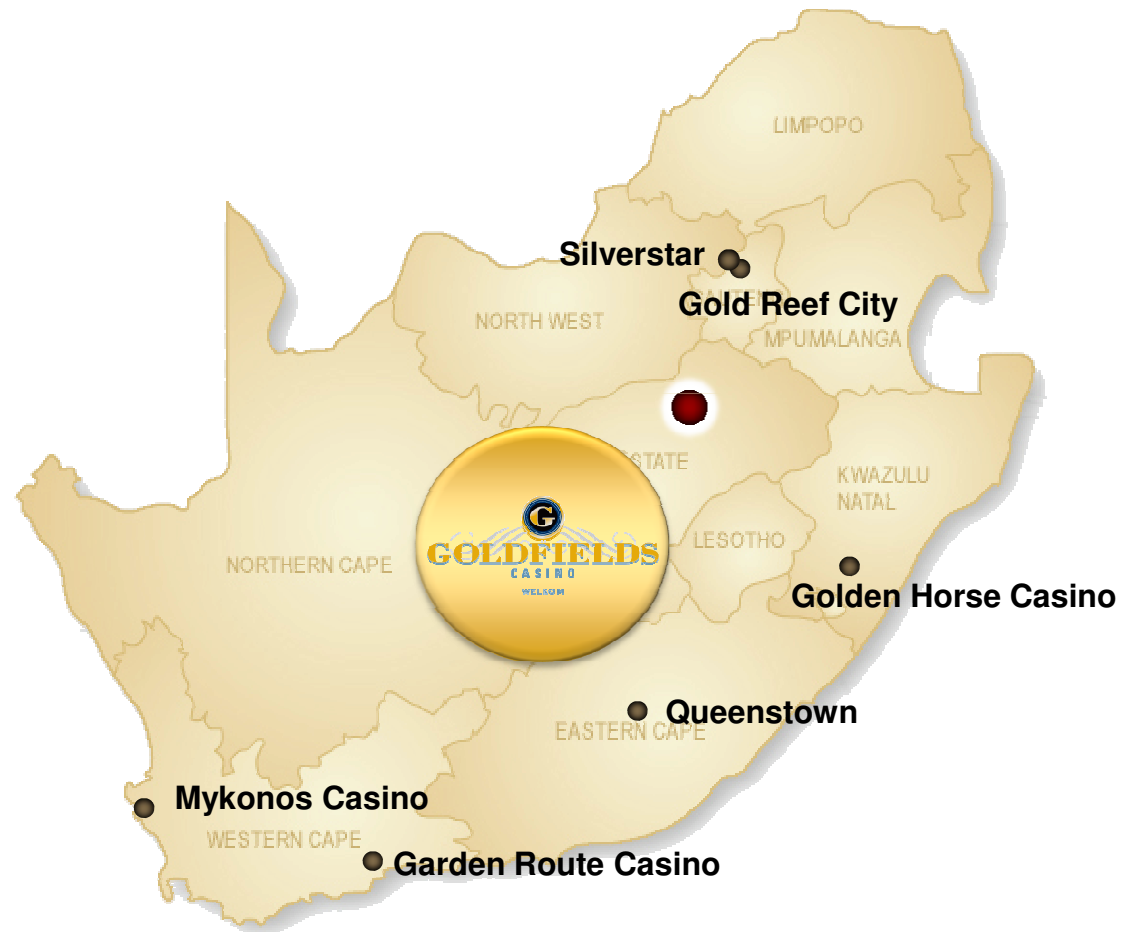 LIMPOPO
Silverstar
Gold Reef City
NORTH WEST
MPUMALANGA
STATE
KWAZULU
NATAL
G
GOLDFIELDS
CASINO
WELKOM
LESOTHO
NORTHERN CAPE
Golden Horse Casino
Queenstown
EASTERN CAPE
Mykonos Casino
WESTERN CAPE
Garden Route Casino